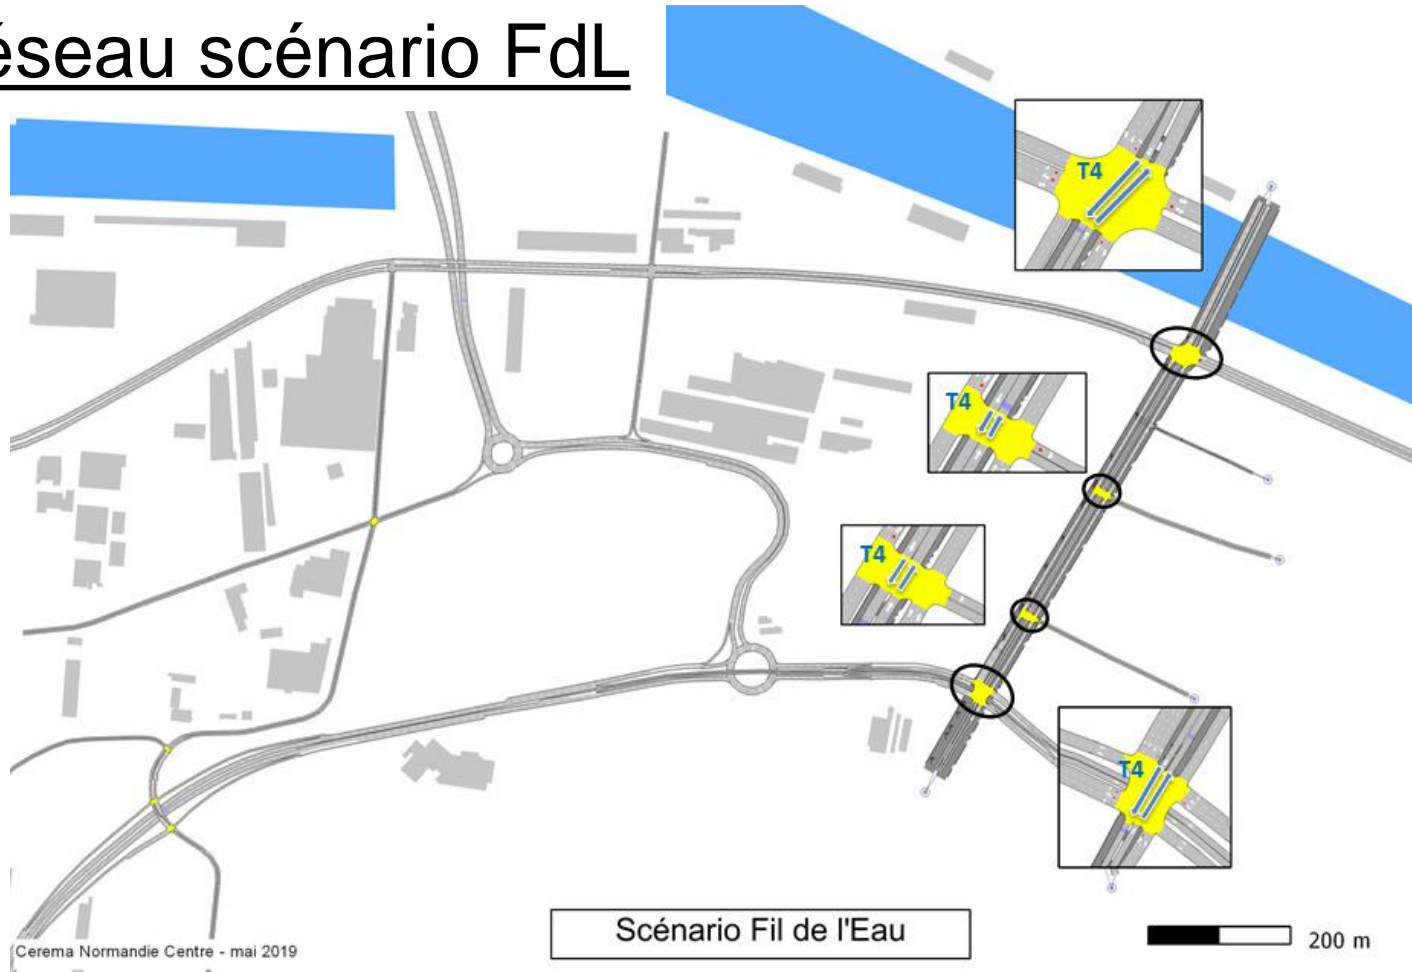 éseau scénario FdL
T4
T4
T4
T4
Scénario Fil de l'Eau
200 m
Cerema Normandie Centre - mai 2019